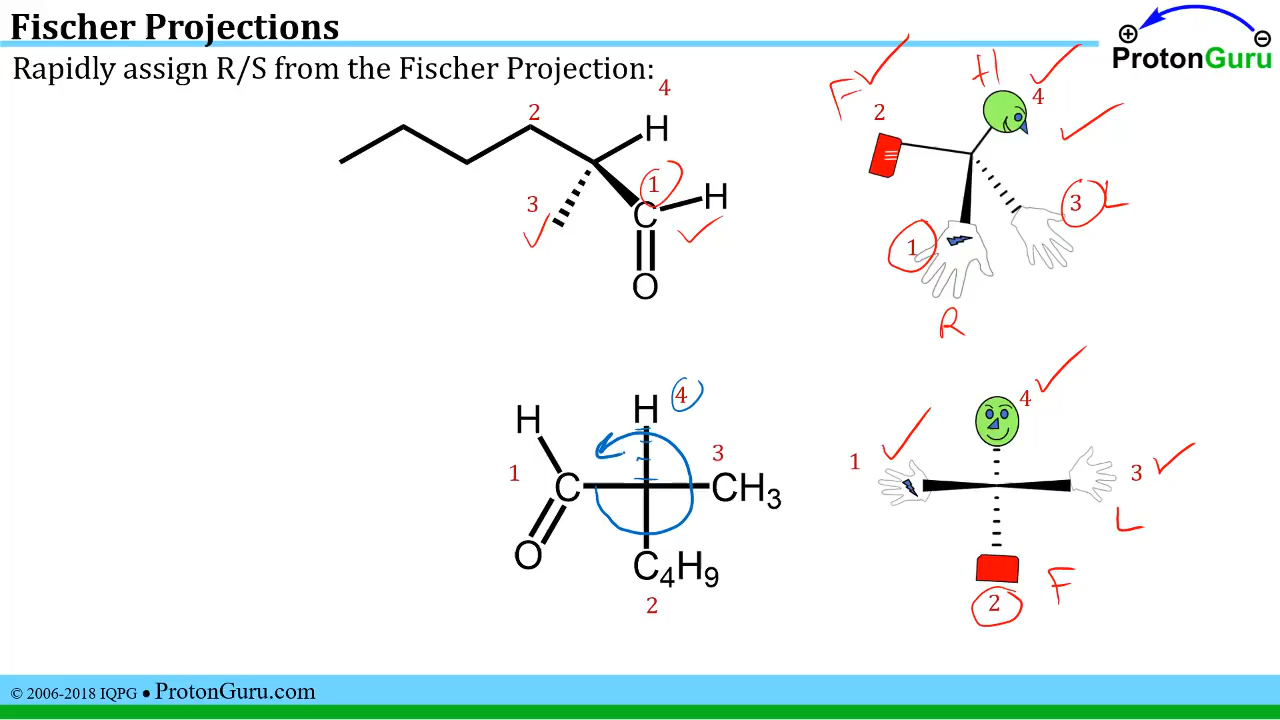 Fischer Projections
Rapidly assign R/S from the Fischer Projection:
+ −
ProtonGuru
4
2 H
1
3 H
C
O
F H
2 4
3 L
1
R
H 4
H
1 3
C CH3
O
C4H9
2
4
1 3
L
F
2
© 2006-2018 IQPG ● ProtonGuru.com